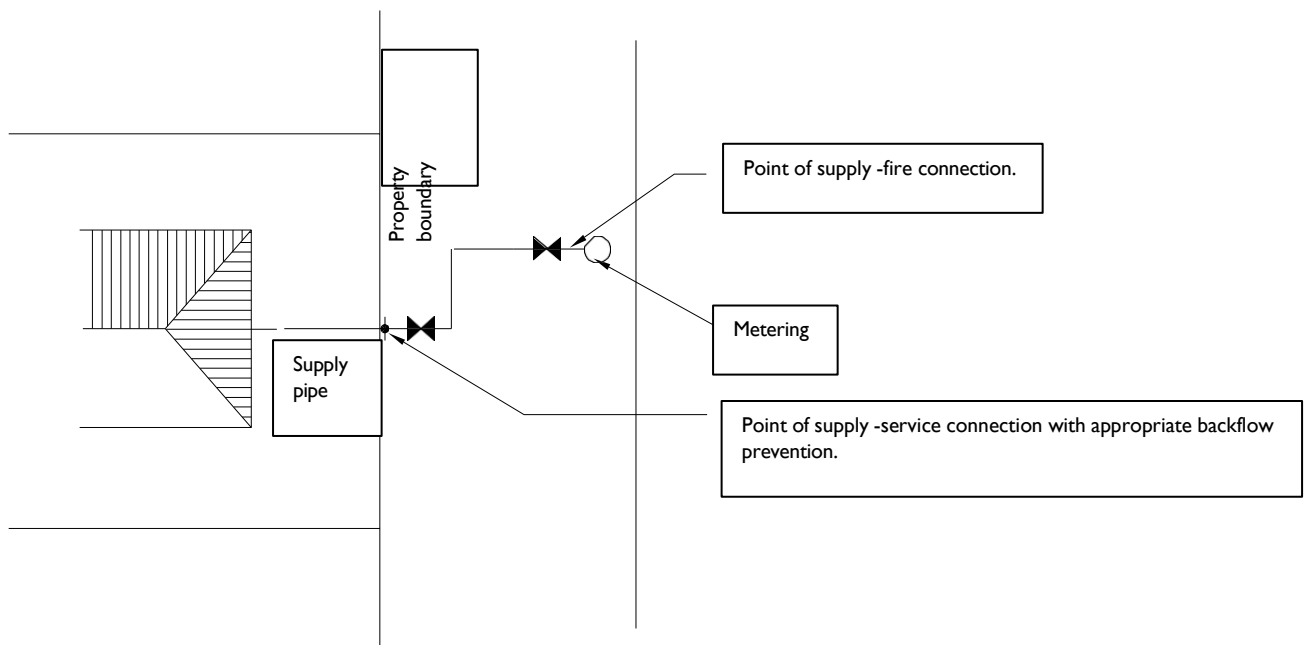 Property
boundary
Point of supply -fire connection.
Metering
Supply
pipe
Point of supply -service connection with appropriate backflow
prevention.